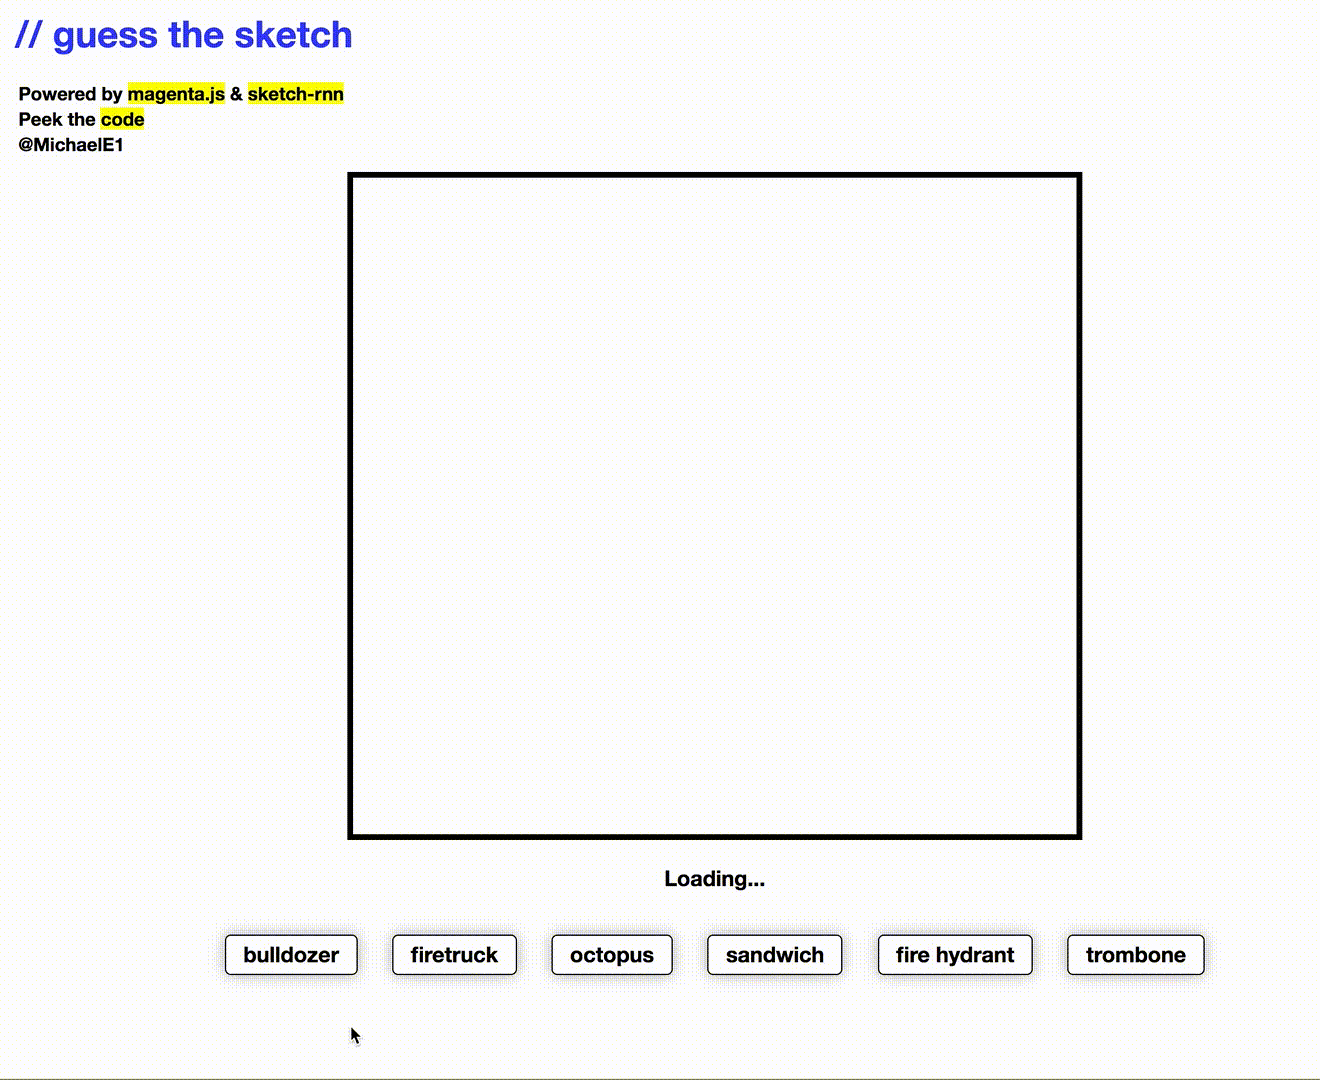 // guess the sketch
Powered by magenta.js & sketch-rnn
Peek the code
@MichaelE1
Loading...
bulldozer firetruck octopus sandwich fire hydrant trombone